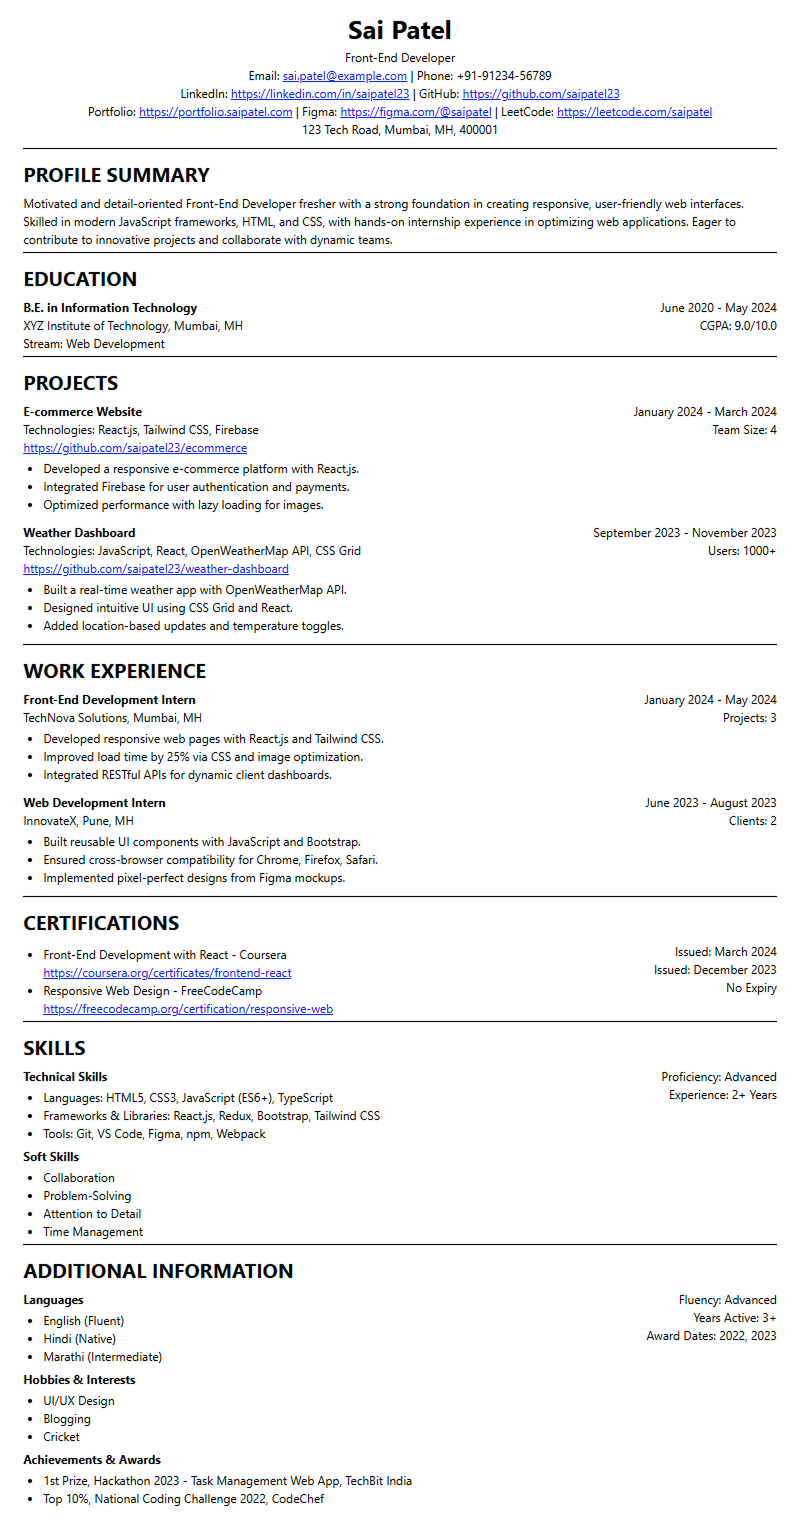 Sai Patel
Front-End Developer
Email: sai.patel@example.com | Phone: +91-91234-56789
LinkedIn: https://linkedin.com/in/saipatel23 | GitHub: https://github.com/saipatel23
Portfolio: https://portfolio.saipatel.com | Figma: https://figma.com/@saipatel | LeetCode: https://leetcode.com/saipatel
123 Tech Road, Mumbai, MH, 400001
PROFILE SUMMARY
Motivated and detail-oriented Front-End Developer fresher with a strong foundation in creating responsive, user-friendly web interfaces.
Skilled in modern JavaScript frameworks, HTML, and CSS, with hands-on internship experience in optimizing web applications. Eager to
contribute to innovative projects and collaborate with dynamic teams.
EDUCATION
B.E. in Information Technology June 2020 - May 2024
XYZ Institute of Technology, Mumbai, MH CGPA: 9.0/10.0
Stream: Web Development
PROJECTS
E-commerce Website January 2024 - March 2024
Technologies: React.js, Tailwind CSS, Firebase Team Size: 4
https://github.com/saipatel23/ecommerce
• Developed a responsive e-commerce platform with React.js.
• Integrated Firebase for user authentication and payments.
• Optimized performance with lazy loading for images.
Weather Dashboard September 2023 - November 2023
Technologies: JavaScript, React, OpenWeatherMap API, CSS Grid Users: 1000+
https://github.com/saipatel23/weather-dashboard
• Built a real-time weather app with OpenWeatherMap API.
• Designed intuitive UI using CSS Grid and React.
• Added location-based updates and temperature toggles.
WORK EXPERIENCE
Front-End Development Intern January 2024 - May 2024
TechNova Solutions, Mumbai, MH Projects: 3
• Developed responsive web pages with React.js and Tailwind CSS.
• Improved load time by 25% via CSS and image optimization.
• Integrated RESTful APIs for dynamic client dashboards.
Web Development Intern June 2023 - August 2023
InnovateX, Pune, MH Clients: 2
• Built reusable UI components with JavaScript and Bootstrap.
• Ensured cross-browser compatibility for Chrome, Firefox, Safari.
• Implemented pixel-perfect designs from Figma mockups.
CERTIFICATIONS
• Front-End Development with React - Coursera Issued: March 2024
https://coursera.org/certificates/frontend-react Issued: December 2023
• Responsive Web Design - FreeCodeCamp No Expiry
https://freecodecamp.org/certification/responsive-web
SKILLS
Technical Skills Proficiency: Advanced
• Languages: HTML5, CSS3, JavaScript (ES6+), TypeScript Experience: 2+ Years
• Frameworks & Libraries: React.js, Redux, Bootstrap, Tailwind CSS
• Tools: Git, VS Code, Figma, npm, Webpack
Soft Skills
• Collaboration
• Problem-Solving
• Attention to Detail
• Time Management
ADDITIONAL INFORMATION
Languages Fluency: Advanced
• English (Fluent) Years Active: 3+
• Hindi (Native) Award Dates: 2022, 2023
• Marathi (Intermediate)
Hobbies & Interests
• UI/UX Design
• Blogging
• Cricket
Achievements & Awards
• 1st Prize, Hackathon 2023 - Task Management Web App, TechBit India
• Top 10%, National Coding Challenge 2022, CodeChef